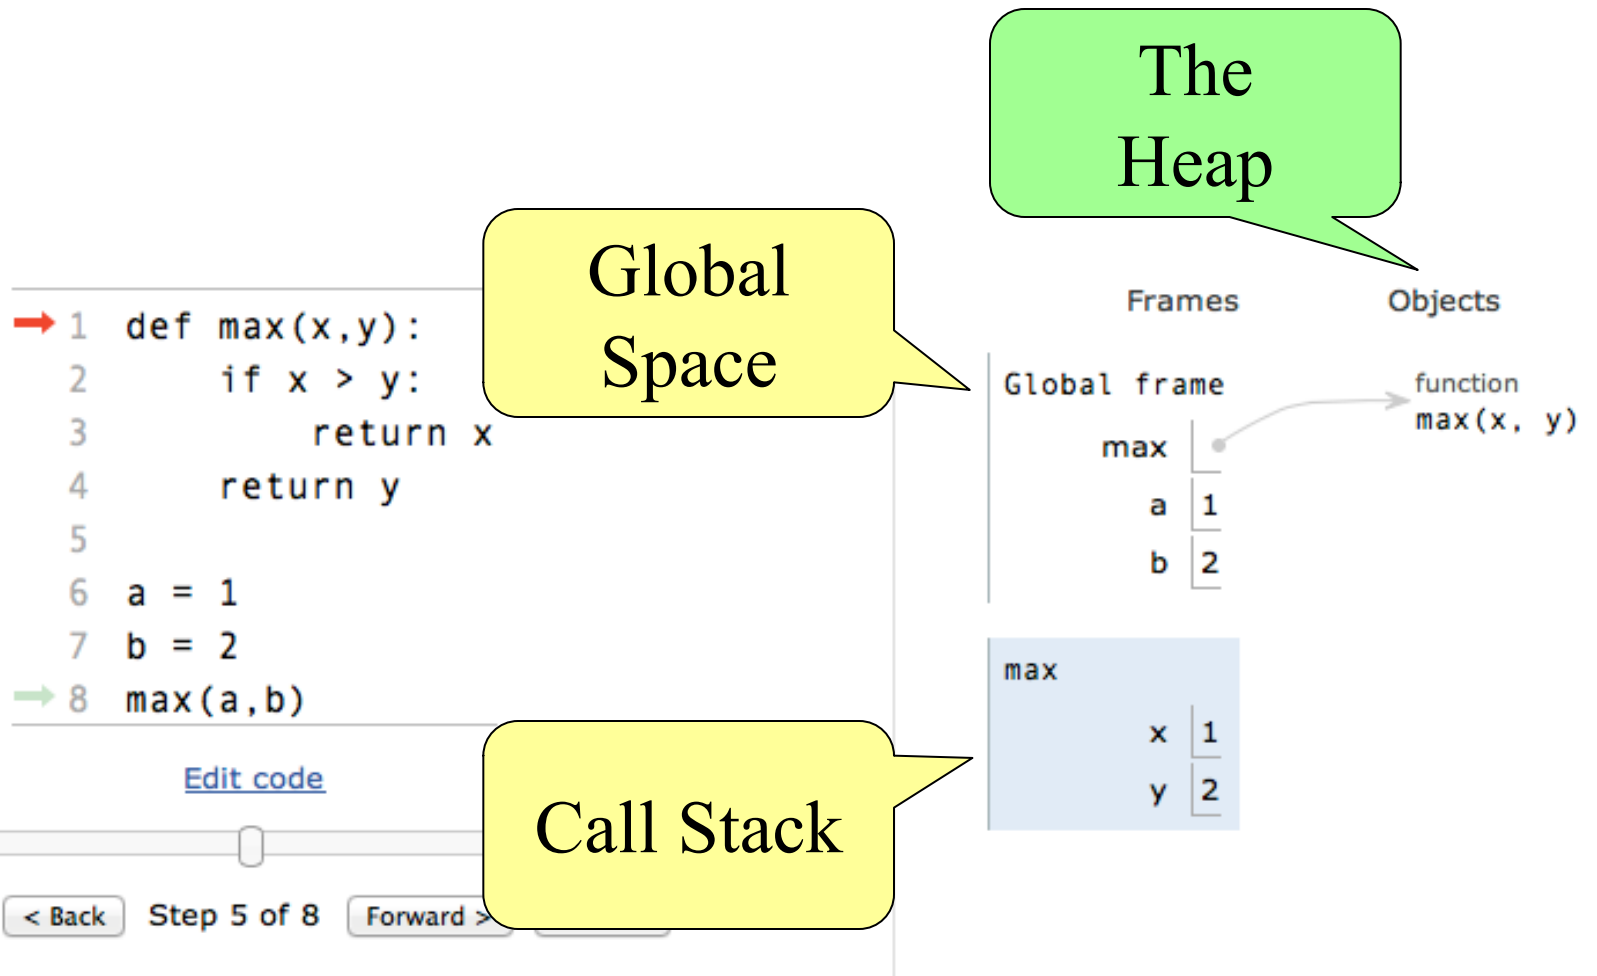 The
Heap
Global
Space
Frames Objects
1 def max(x,y):
2 if x > y:
3 return x
4 return y
5
6 a = 1
7 b = 2
8 max(a,b)
Global frame
max
a 1
b 2
function
max(x, y)
max
x 1
y 2
Edit code
Call Stack
< Back Step 5 of 8 Forward >